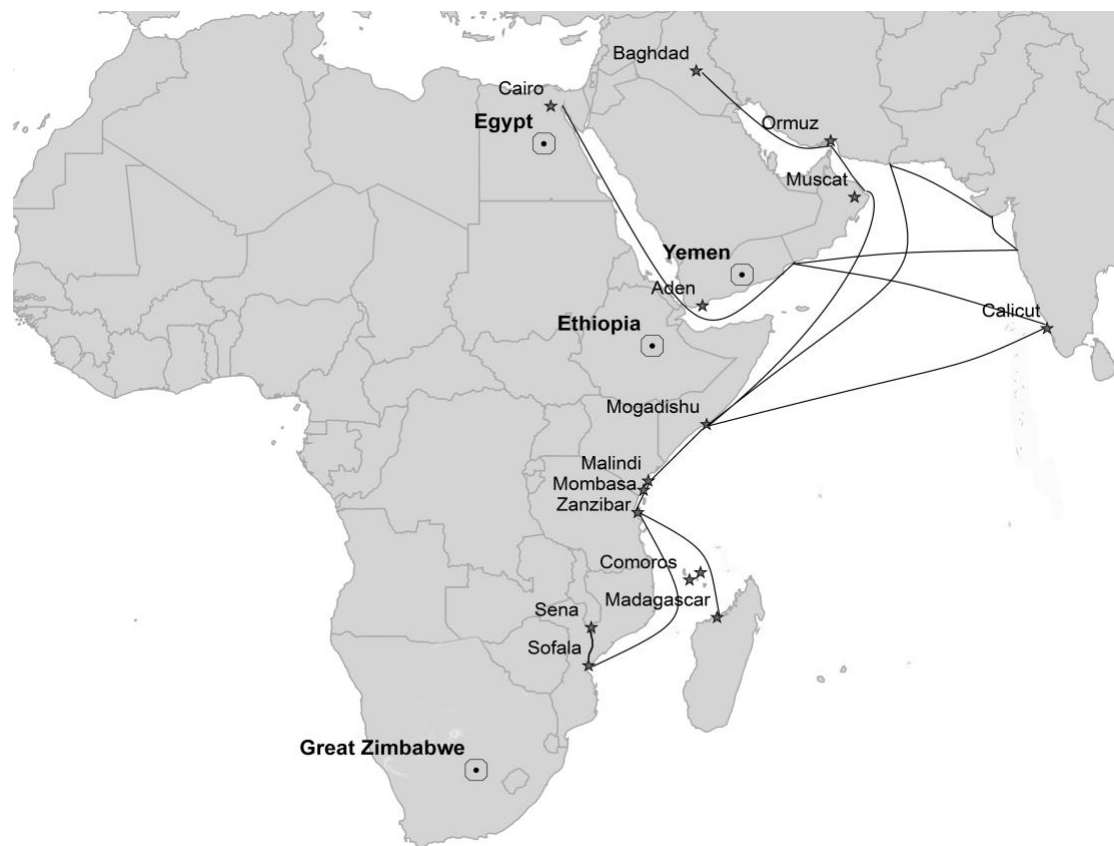 Baghdad
Cairo
Egypt
Ormuz
Muscat
Yemen
Aden
Calicut
Ethiopia
Mogadishu
Malindi
Mombasa
Zanzibar
Comoros
Madagascar
Sena
Sofala
Great Zimbabwe